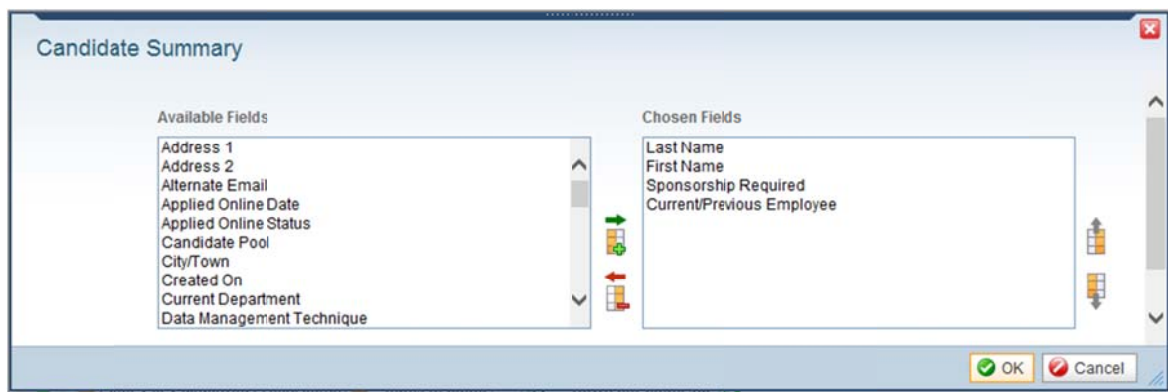 Candidate Summary
Available Fields
Address 1
Address 2
Alternate Email
Applied Online Date
Applied Online Status
Candidate Pool
City/Town
Created On
Current Department
Data Management Technique
Chosen Fields
Last Name
First Name
Sponsorship Required
Current/Previous Employee
OK
Cancel